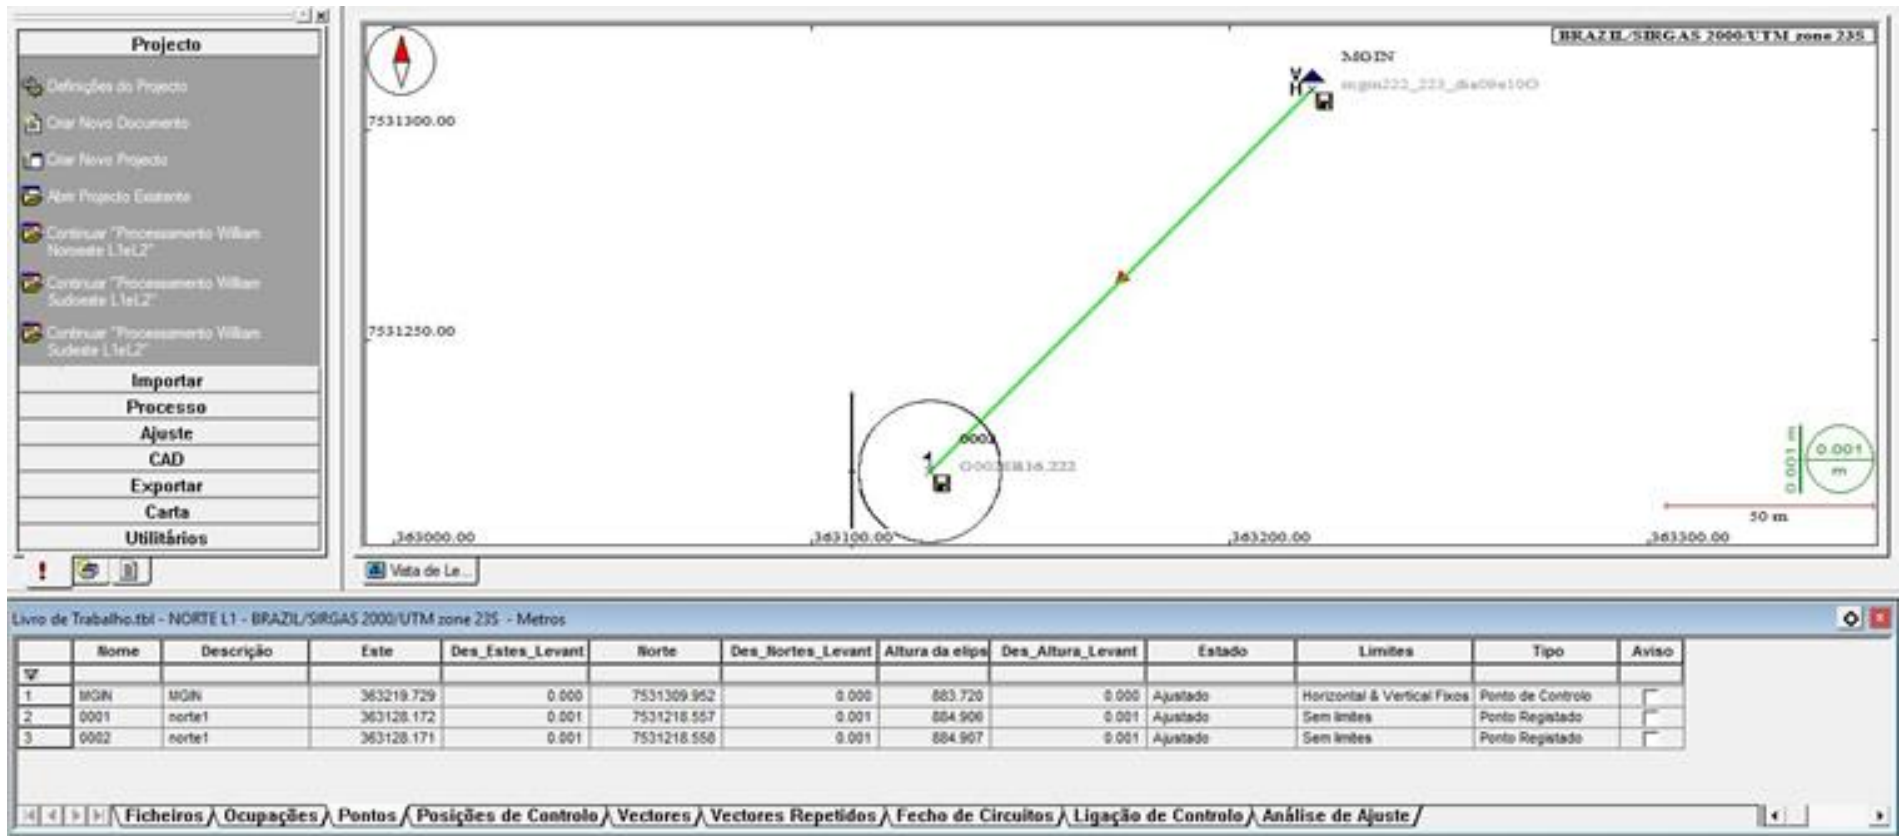 Projecto
Definições do Projecto
Criar Novo Documento
Criar Novo Projecto
Abrir Projecto Existente
Continuar "Processamento William
Noroeste L1eL2"
Continuar "Processamento William
Sudoeste L1eL2"
Continuar "Processamento William
Sudeste L1eL2"
Importar
Processo
Ajuste
CAD
Exportar
Carta
Utilitários
BRAZIL/SIRGAS 2000/UTM zone 23S
MGIN
V
H
mgin222_223_dia09e10O
7531300.00
7531250.00
0002
1
50 m
0.001 m
0.001
m
363000.00
363100.00
363200.00
363300.00
Vista de Le...
Livro de Trabalho.tbl - NORTE L1 - BRAZIL/SIRGAS 2000/UTM zone 23S - Metros
Nome Descrição Este Des_Estes_Levant Norte Des_Nortes_Levant Altura da elips Des_Altura_Levant Estado Limites Tipo Aviso
1 MGIN MGIN 363219.729 0.000 7531309.952 0.000 883.720 0.000 Ajustado Horizontal & Vertical Fixos Ponto de Controlo
2 0001 norte1 363128.172 0.001 7531218.557 0.001 884.906 0.001 Ajustado Sem limites Ponto Registado
3 0002 norte1 363128.171 0.001 7531218.558 0.001 884.907 0.001 Ajustado Sem limites Ponto Registado
Ficheiros Ocupações Pontos Posições de Controlo Vectores Vectores Repetidos Fecho de Circuitos Ligação de Controlo Análise de Ajuste